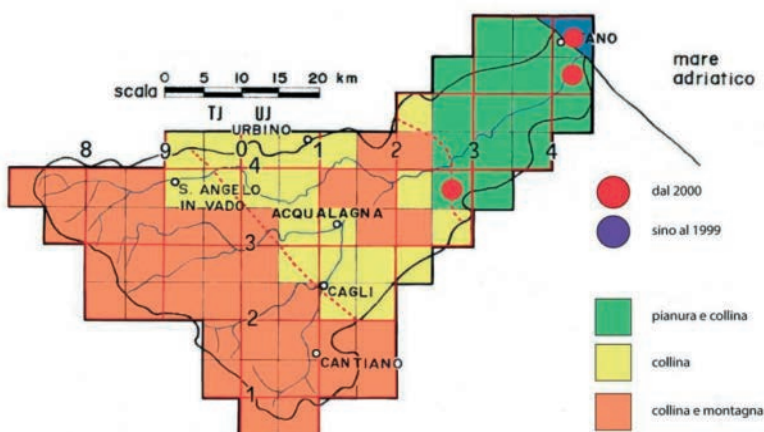 ANO
mare
adriatico
scala 0 5 10 15 20 km
TJ UJ
URBINO
8 9 0 1 2 3 4
4
S. ANGELO
IN VADO
ACQUALAGNA
3
CAGLI
2
CANTIANO
1
dal 2000
sino al 1999
pianura e collina
collina
collina e montagna